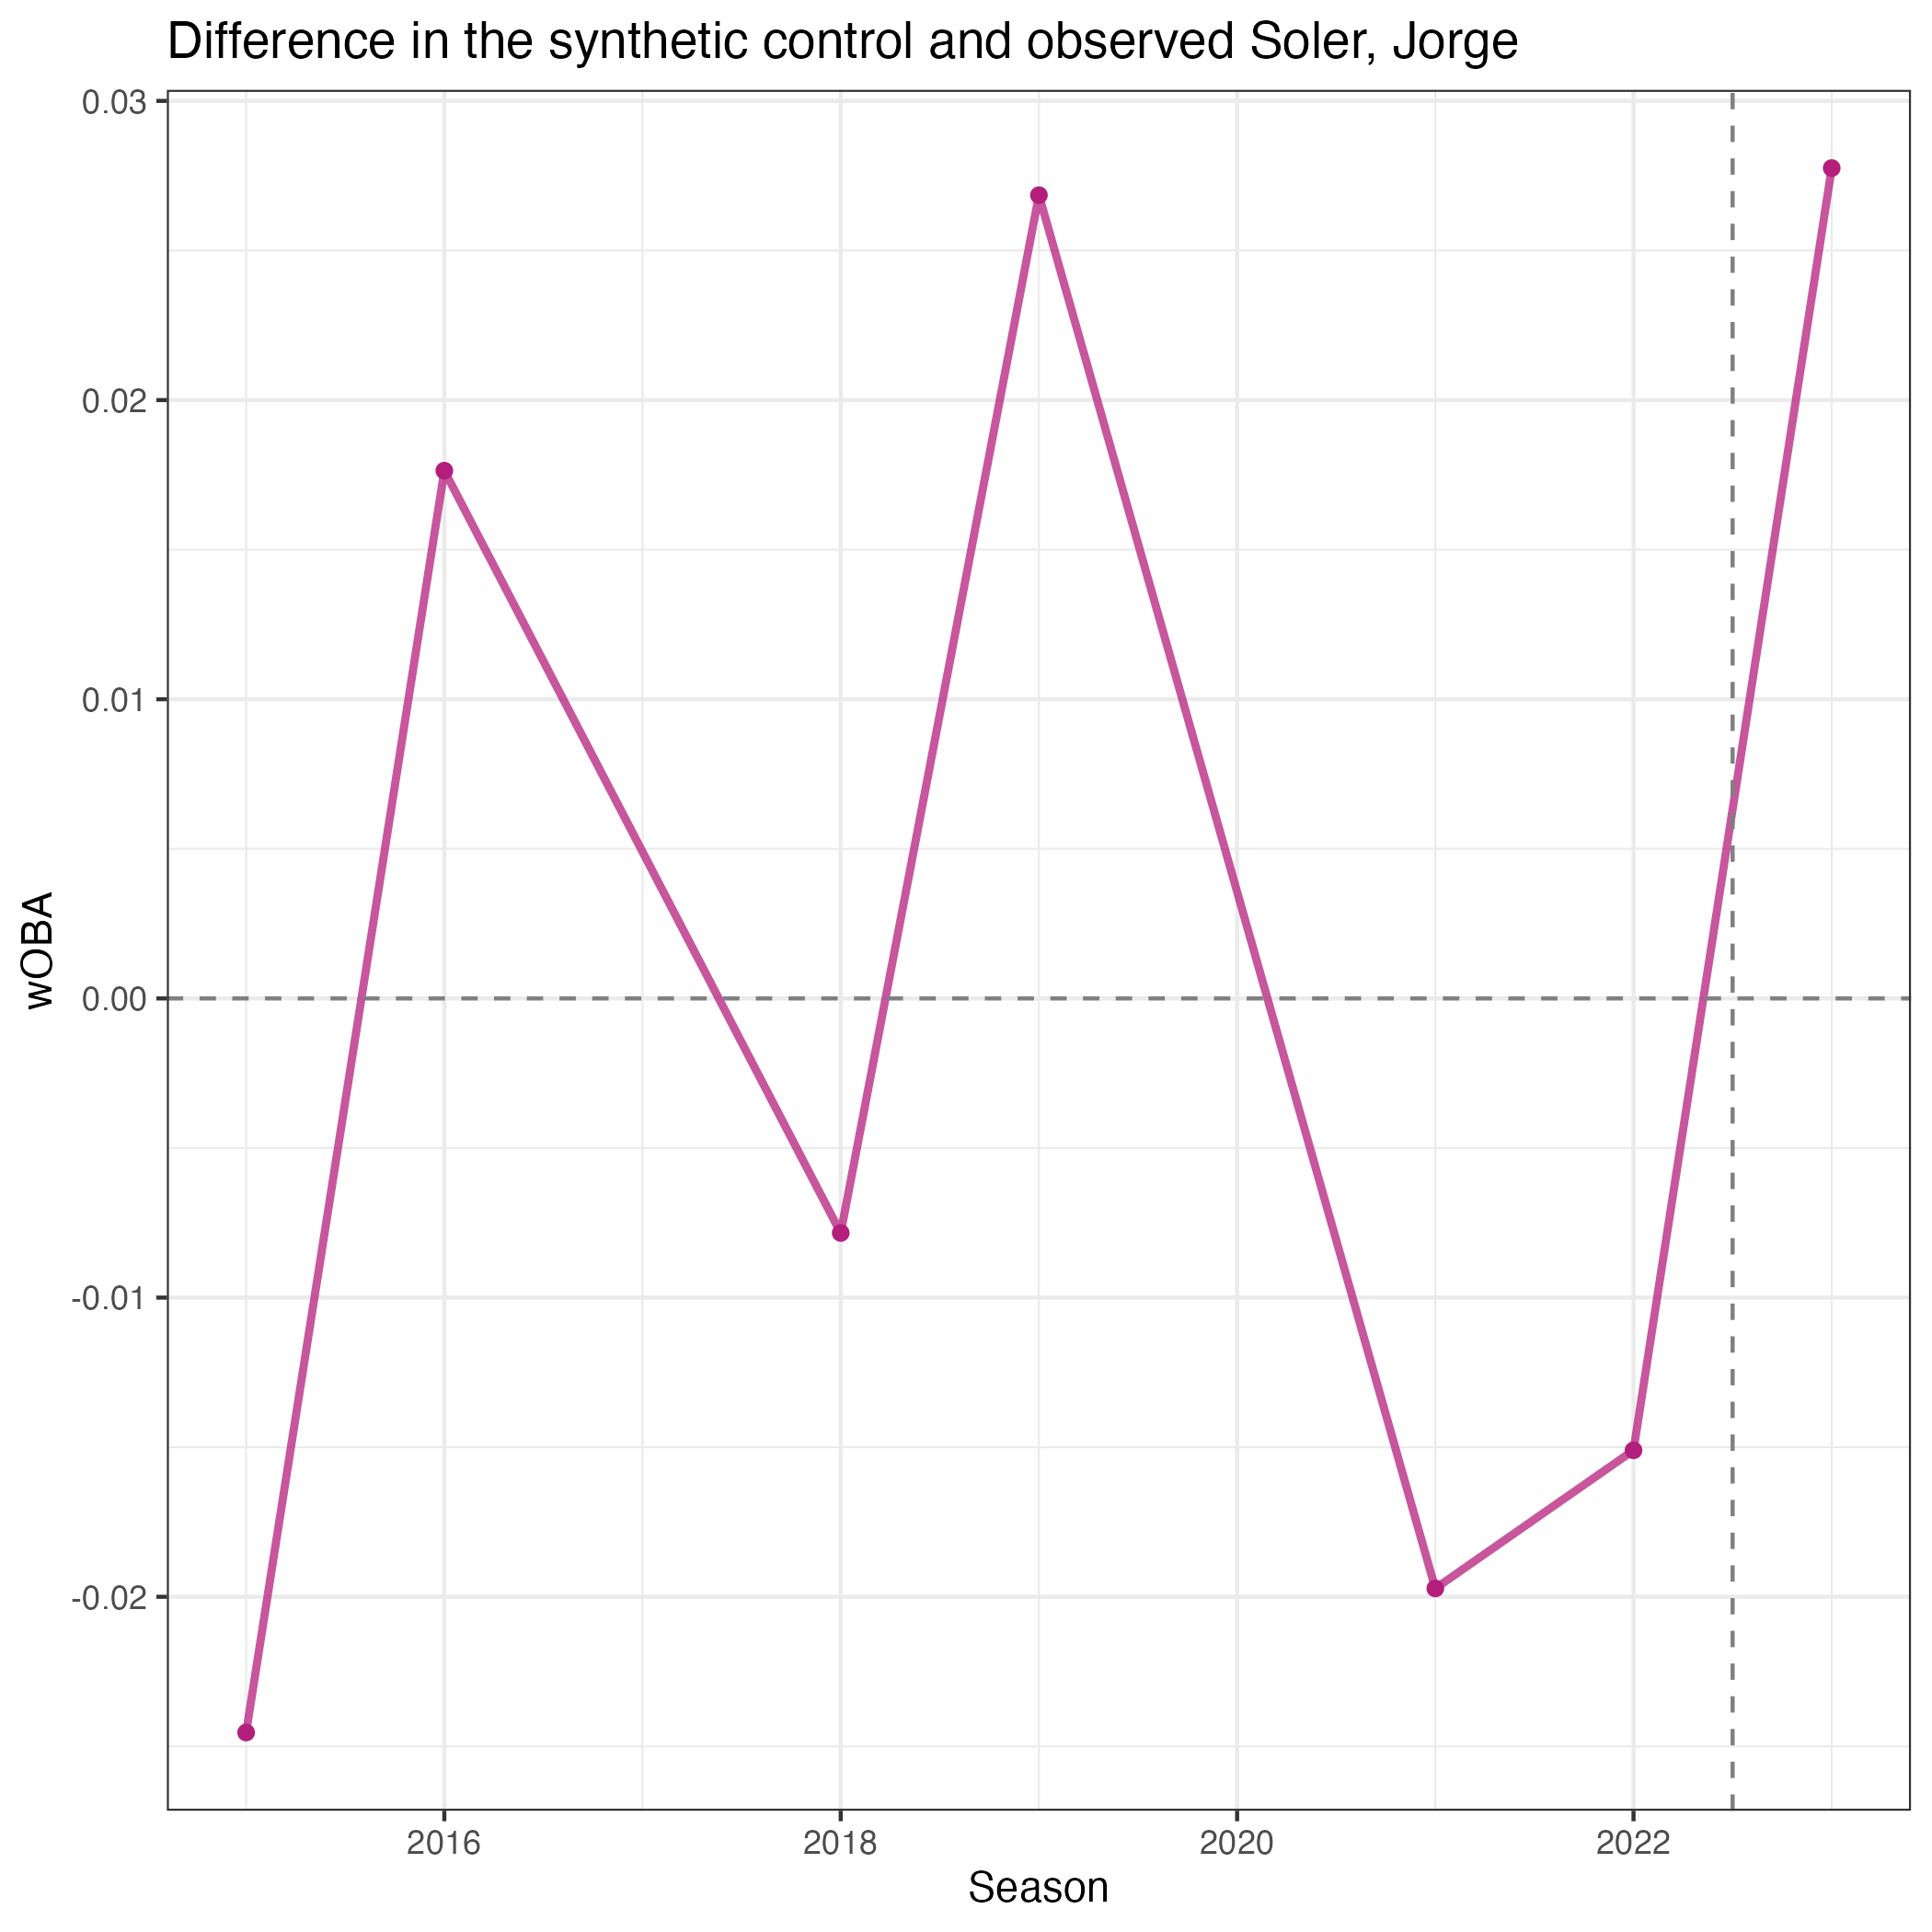 Difference in the synthetic control and observed Soler, Jorge
0.03
0.02
0.01
0.00
-0.01
-0.02
wOBA
2016 2018 2020 2022
Season